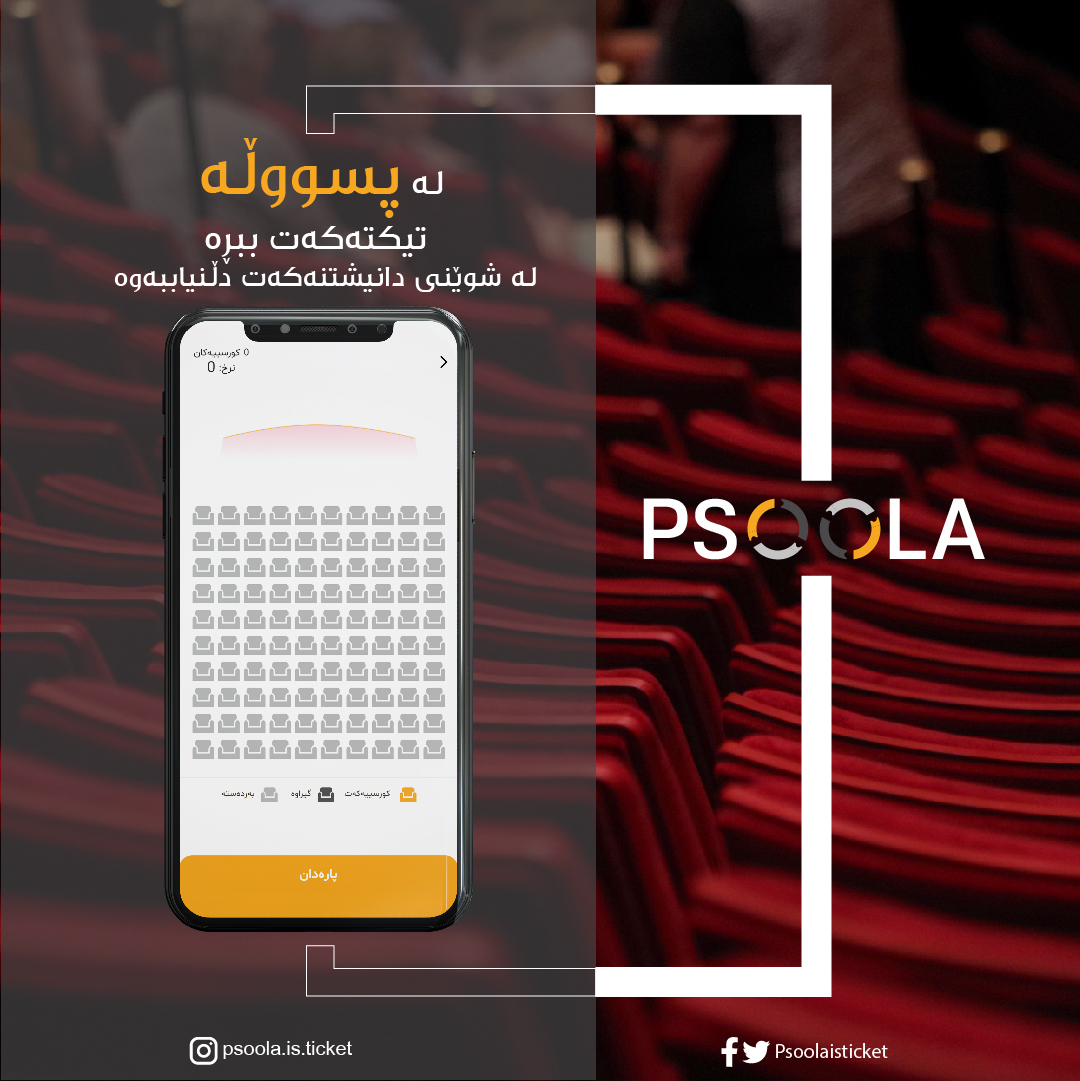 لە پسووڵە
تیکتەکەت ببڕە
لە شوێنی دانیشتنەکەت دڵنیاببەوە
0 کورسییەکان
نرخ: 0
کورسییەکەت
گیراوە
بەردەستە
پارەدان
PSOOLA
psoola.is.ticket
Psoolaisticket